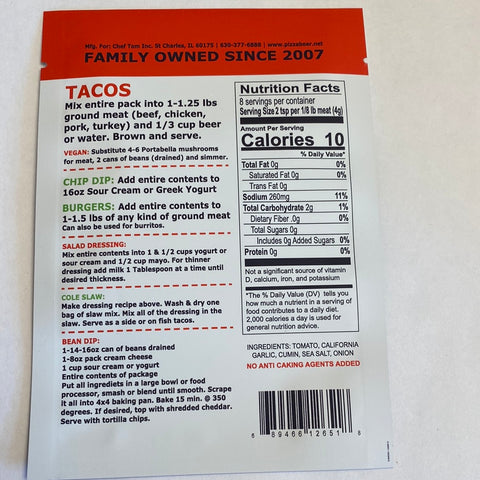 Mfg. For: Chef Tom Inc. St Charles, IL 60175 | 630-377-6888 | www.pizzabeer.net
FAMILY OWNED SINCE 2007
TACOS
Mix entire pack into 1-1.25 lbs
ground meat (beef, chicken,
pork, turkey) and 1/3 cup beer
or water. Brown and serve.
VEGAN: Substitute 4-6 Portabella mushrooms
for meat, 2 cans of beans (drained) and simmer.
CHIP DIP: Add entire contents to
16oz Sour Cream or Greek Yogurt
BURGERS: Add entire contents to
1-1.5 lbs of any kind of ground meat
Can also be used for burritos.
SALAD DRESSING:
Mix entire contents into 1 & 1/2 cups yogurt or
sour cream and 1/2 cup mayo. For thinner
dressing add milk 1 Tablespoon at a time until
desired thickness.
COLE SLAW:
Make dressing recipe above. Wash & dry one
bag of slaw mix. Mix all of the dressing in the
slaw. Serve as a side or on fish tacos.
BEAN DIP:
1-14-16oz can of beans drained
1-8oz pack cream cheese
1 cup sour cream or yogurt
Entire contents of package
Put all ingrediets in a large bowl or food
processor, smash or blend until smooth. Scrape
it all into 4x4 baking pan. Bake 15 min. @ 350
degrees. If desired, top with shredded cheddar.
Serve with tortilla chips.
Nutrition Facts
8 servings per container
Serving Size 2 tsp per 1/8 lb meat (4g)
Amount Per Serving
Calories 10
% Daily Value*
Total Fat 0g 0%
Saturated Fat 0g 0%
Trans Fat 0g
Sodium 260mg 11%
Total Carbohydrate 2g 1%
Dietary Fiber .0g 0%
Total Sugars 0g
Includes 0g Added Sugars 0%
Protein 0g 0%
Not a significant source of vitamin
D, calcium, iron, and potassium
*The % Daily Value (DV) tells you
how much a nutrient in a serving of
food contributes to a daily diet.
2,000 calories a day is used for
general nutrition advice.
INGREDIENTS: TOMATO, CALIFORNIA
GARLIC, CUMIN, SEA SALT, ONION
NO ANTI CAKING AGENTS ADDED
6 89466 12651 8